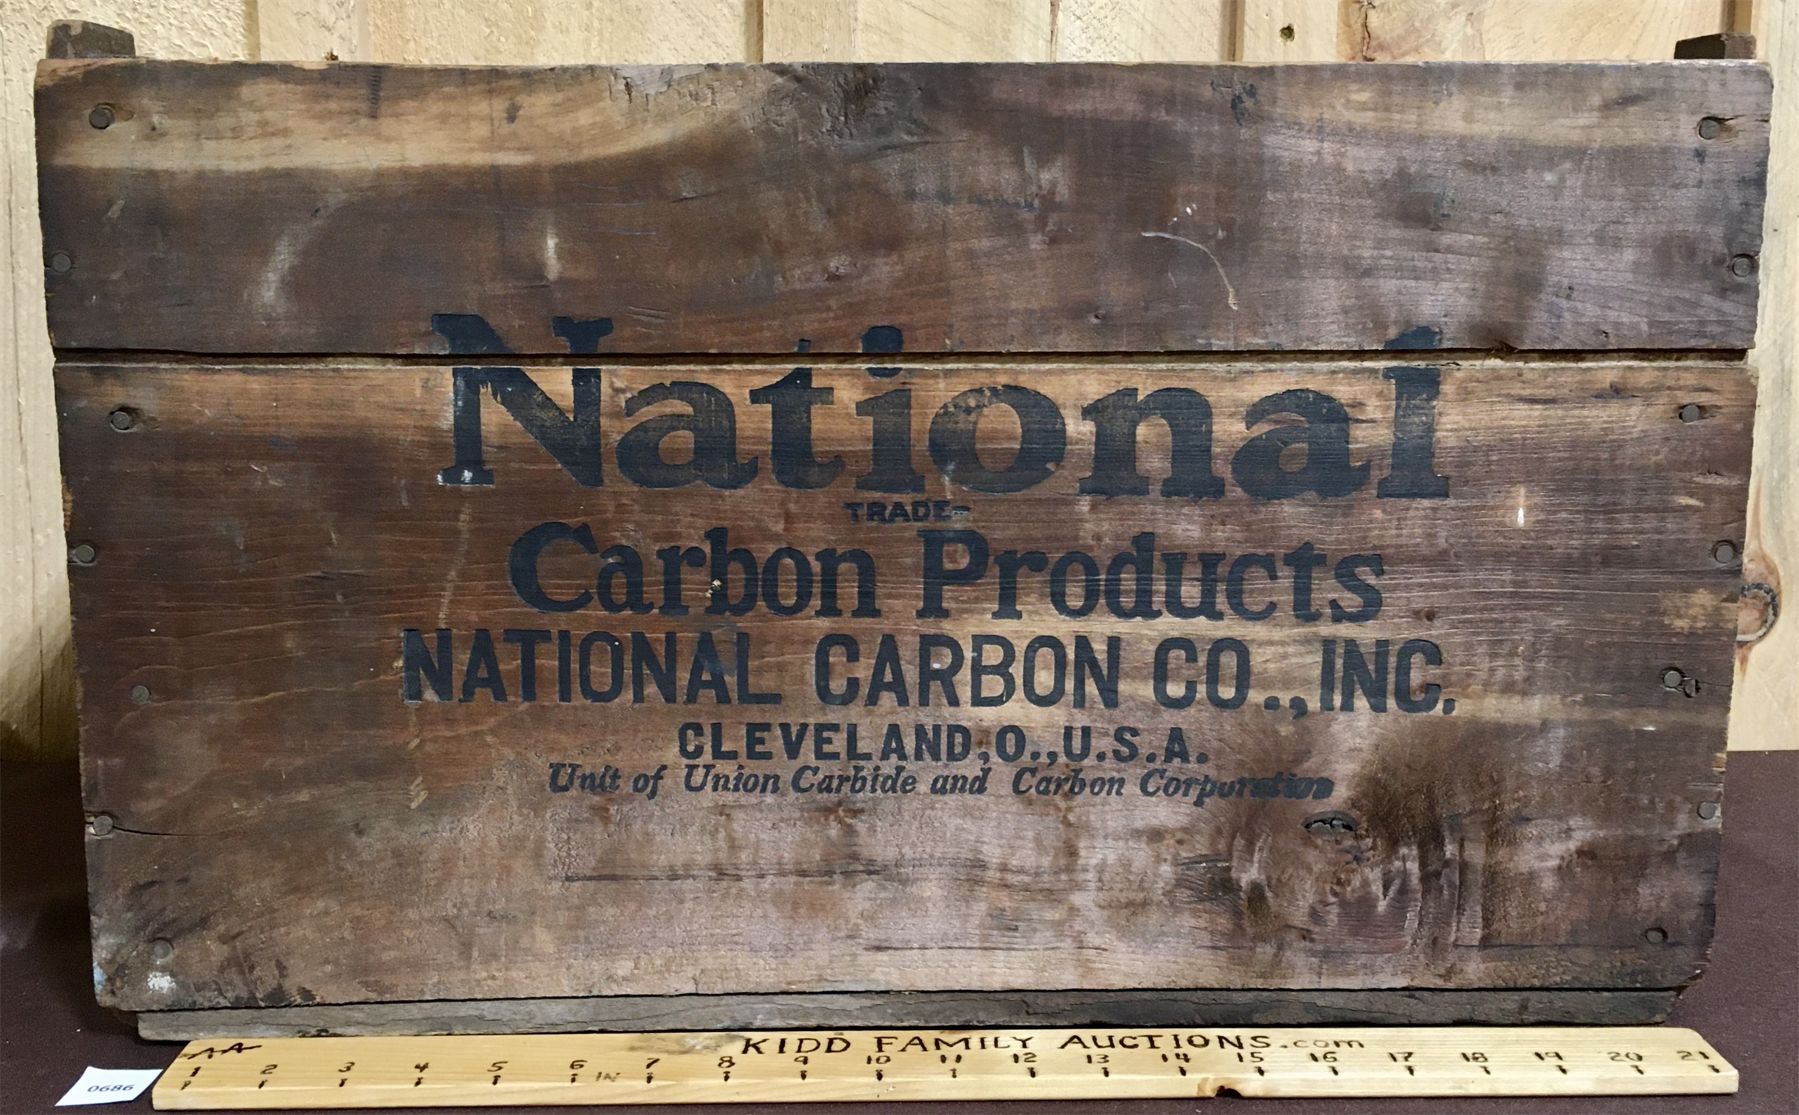 National
TRADE-
Carbon Products
NATIONAL CARBON CO., INC.
CLEVELAND, O., U.S.A.
Unit of Union Carbide and Carbon Corporation
KIDD FAMILY AUCTIONS.com
1 2 3 4 5 6 IN 7 8 9 10 11 12 13 14 15 16 17 18 19 20 21
0686